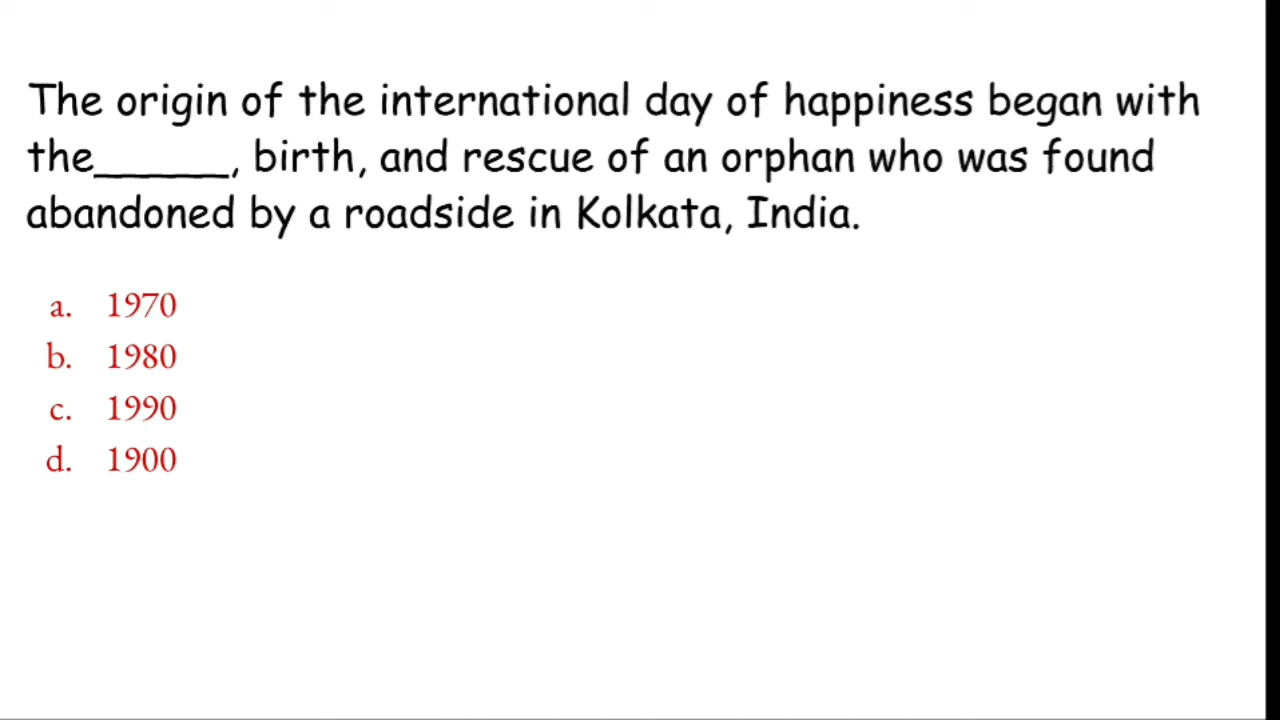 The origin of the international day of happiness began with
the_____, birth, and rescue of an orphan who was found
abandoned by a roadside in Kolkata, India.
a. 1970
b. 1980
c. 1990
d. 1900